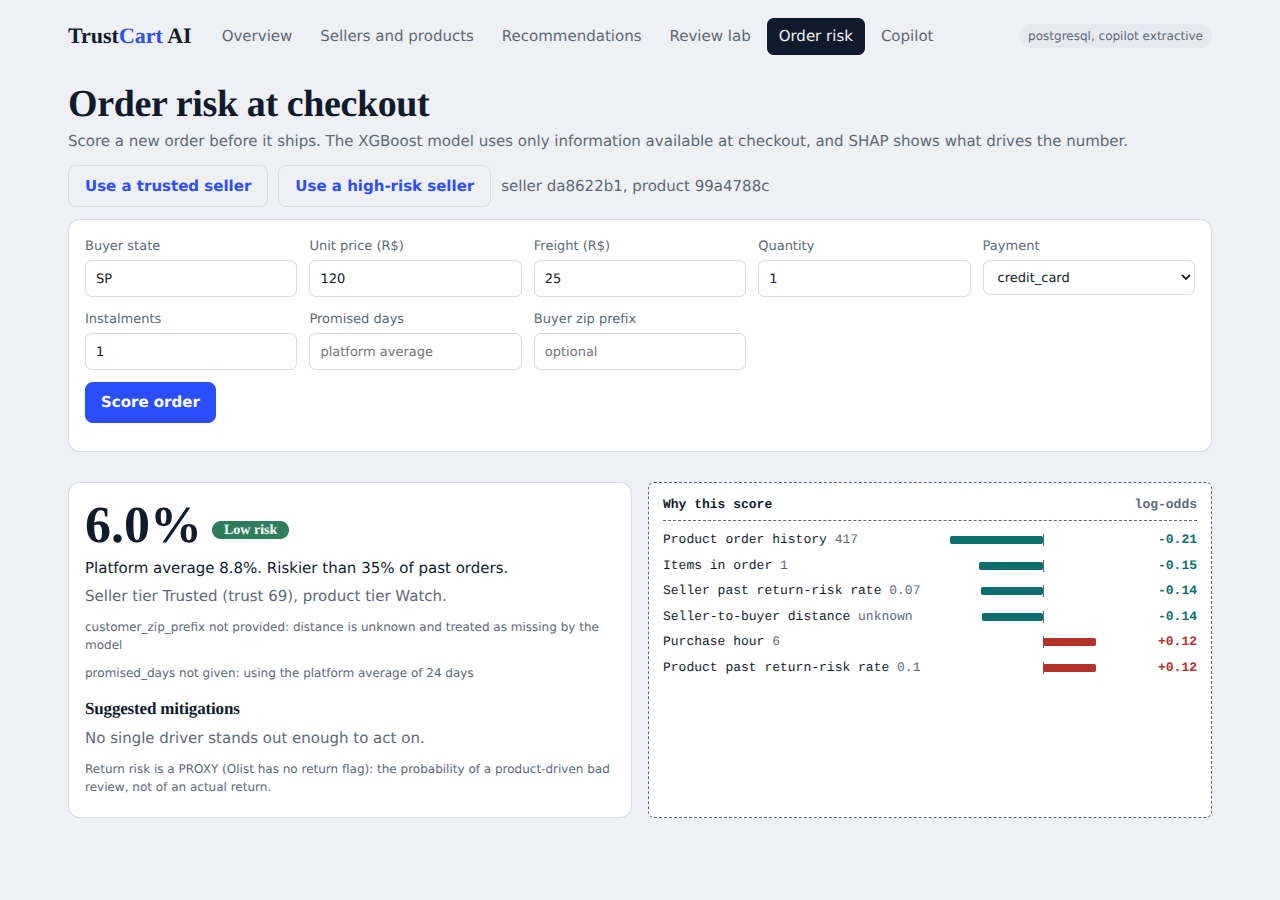 TrustCart AI Overview Sellers and products Recommendations Review lab Order risk Copilot postgresql, copilot extractive
Order risk at checkout
Score a new order before it ships. The XGBoost model uses only information available at checkout, and SHAP shows what drives the number.
Use a trusted seller Use a high-risk seller seller da8622b1, product 99a4788c
Buyer state Unit price (R$) Freight (R$) Quantity Payment
SP 120 25 1 credit_card
Instalments Promised days Buyer zip prefix
1 platform average optional
Score order
6.0% Low risk
Platform average 8.8%. Riskier than 35% of past orders.
Seller tier Trusted (trust 69), product tier Watch.
customer_zip_prefix not provided: distance is unknown and treated as missing by the
model
promised_days not given: using the platform average of 24 days
Suggested mitigations
No single driver stands out enough to act on.
Return risk is a PROXY (Olist has no return flag): the probability of a product-driven bad
review, not of an actual return.
Why this score log-odds
Product order history 417 -0.21
Items in order 1 -0.15
Seller past return-risk rate 0.07 -0.14
Seller-to-buyer distance unknown -0.14
Purchase hour 6 +0.12
Product past return-risk rate 0.1 +0.12